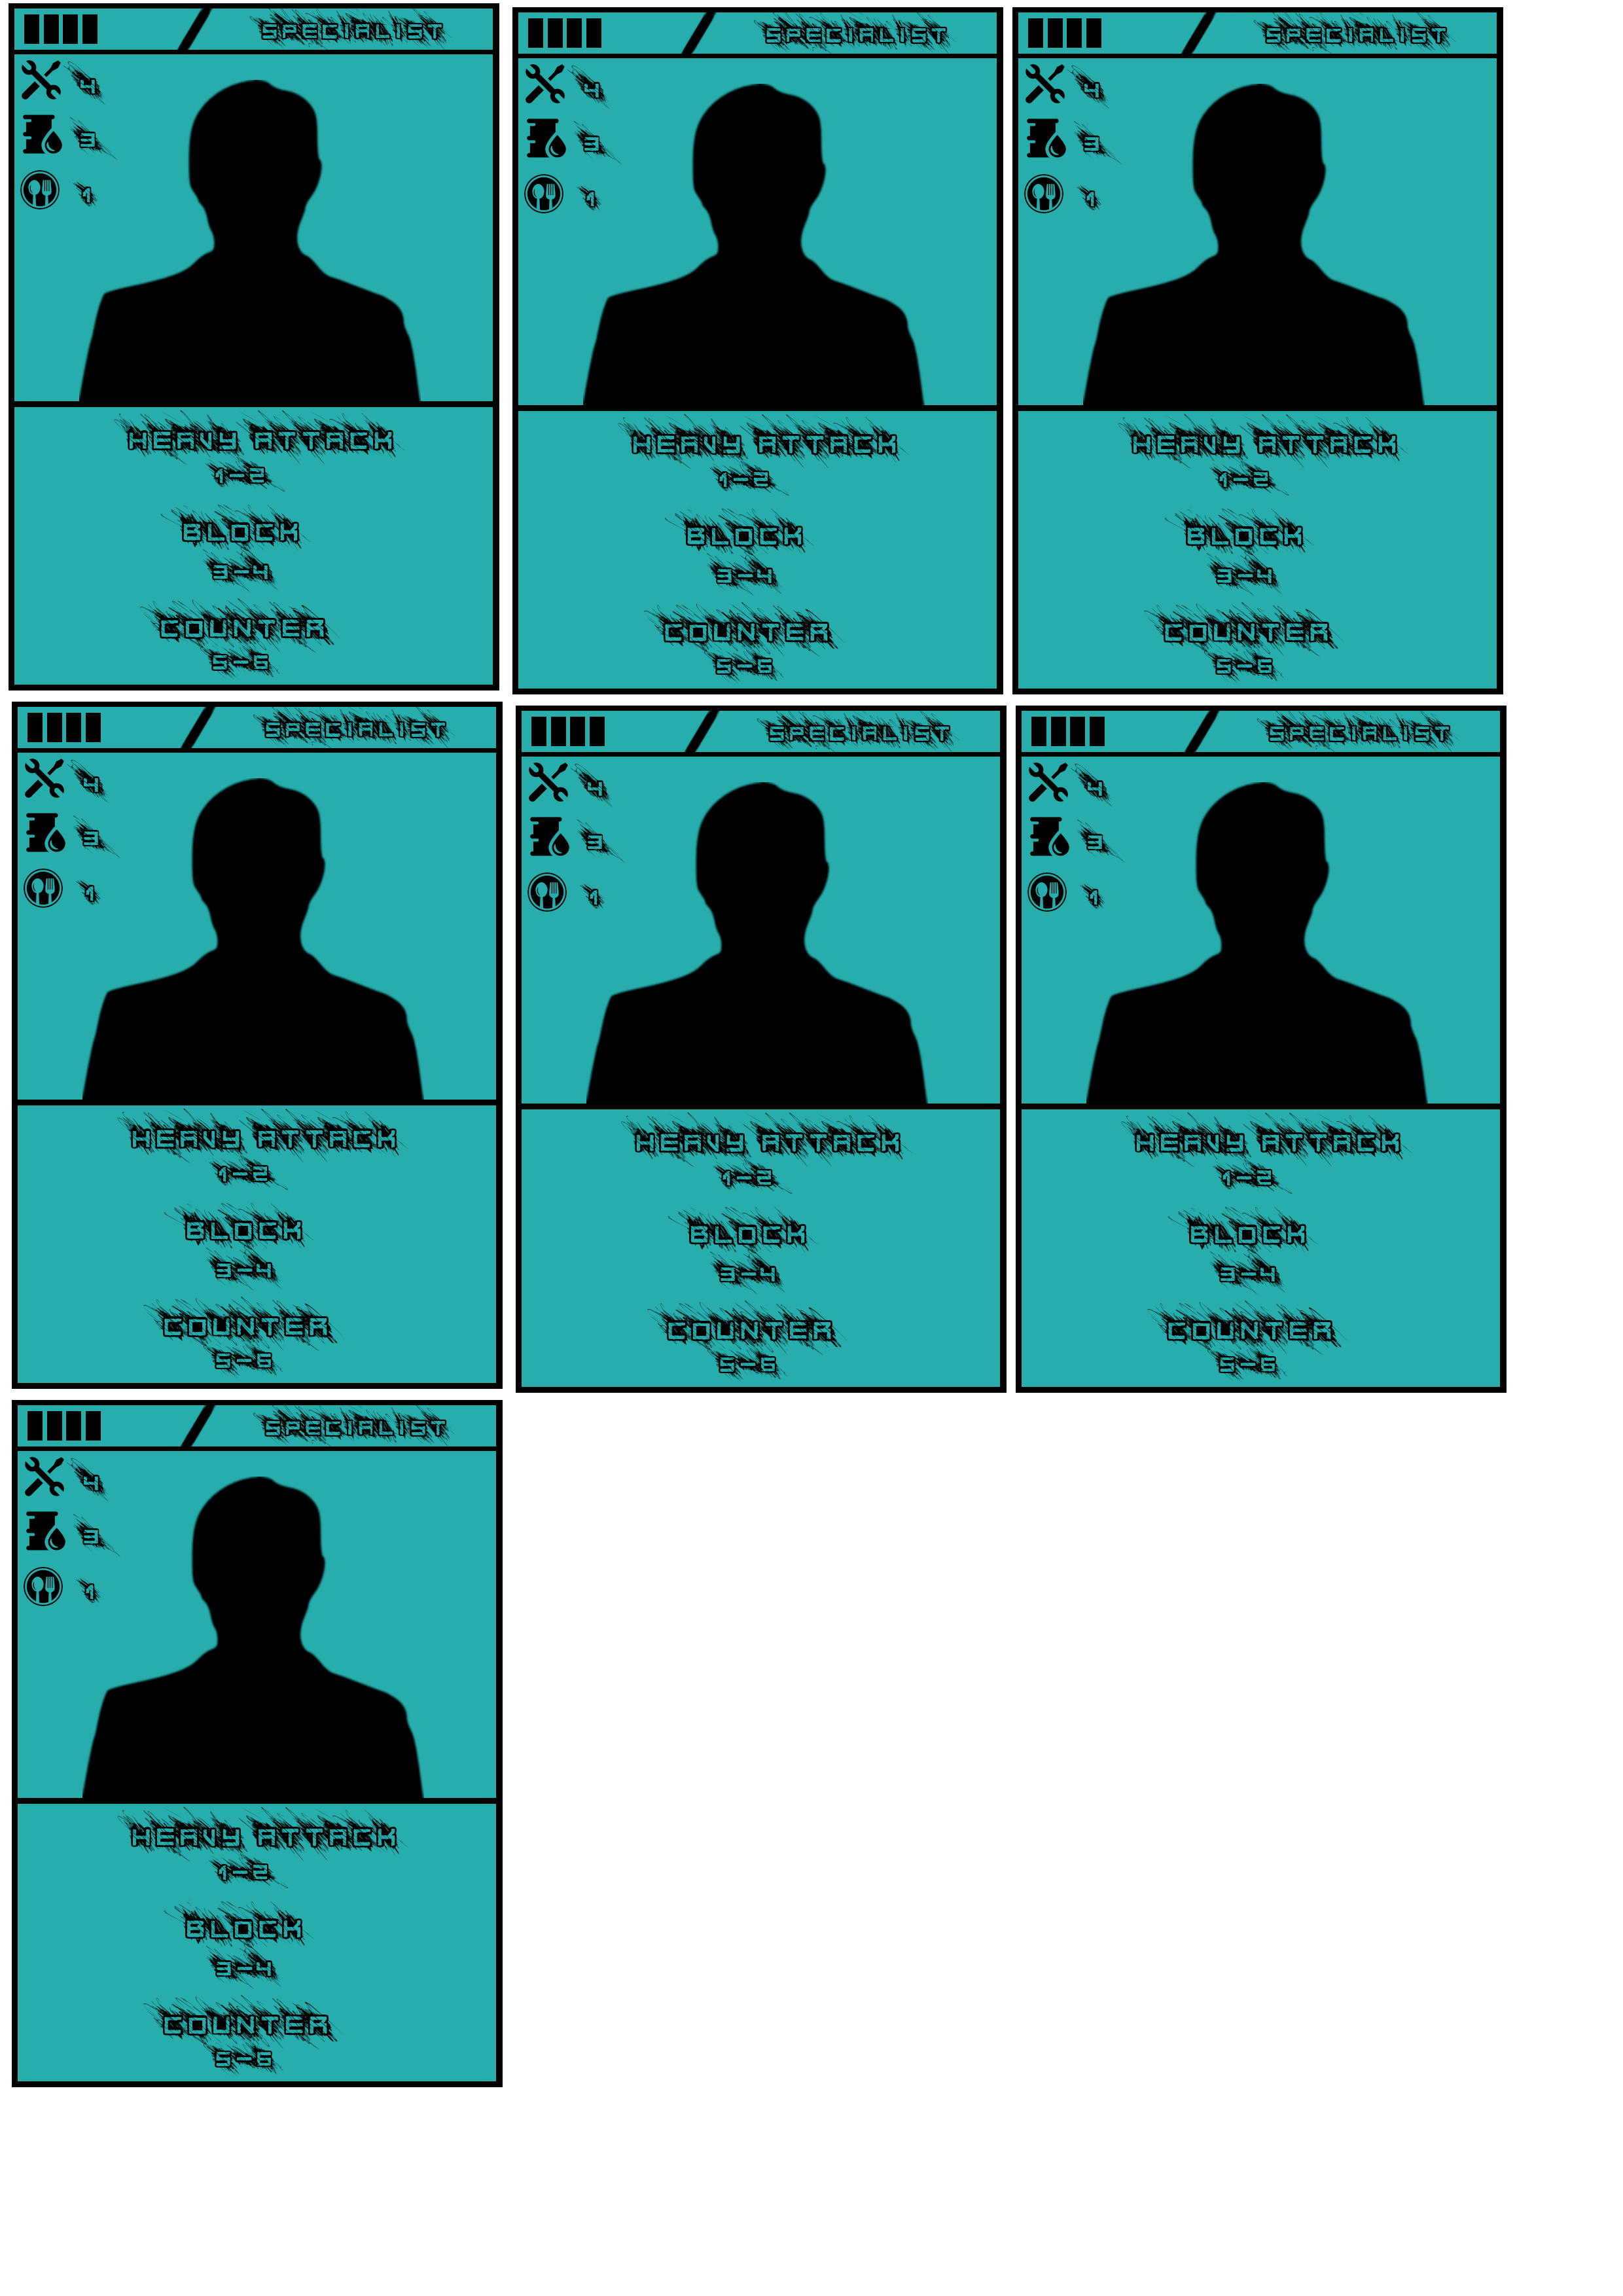 SPECIALIST
4
3
1
HEAVY ATTACK
1-2
BLOCK
3-4
COUNTER
5-6
SPECIALIST
4
3
1
HEAVY ATTACK
1-2
BLOCK
3-4
COUNTER
5-6
SPECIALIST
4
3
1
HEAVY ATTACK
1-2
BLOCK
3-4
COUNTER
5-6
SPECIALIST
4
3
1
HEAVY ATTACK
1-2
BLOCK
3-4
COUNTER
5-6
SPECIALIST
4
3
1
HEAVY ATTACK
1-2
BLOCK
3-4
COUNTER
5-6
SPECIALIST
4
3
1
HEAVY ATTACK
1-2
BLOCK
3-4
COUNTER
5-6
SPECIALIST
4
3
1
HEAVY ATTACK
1-2
BLOCK
3-4
COUNTER
5-6